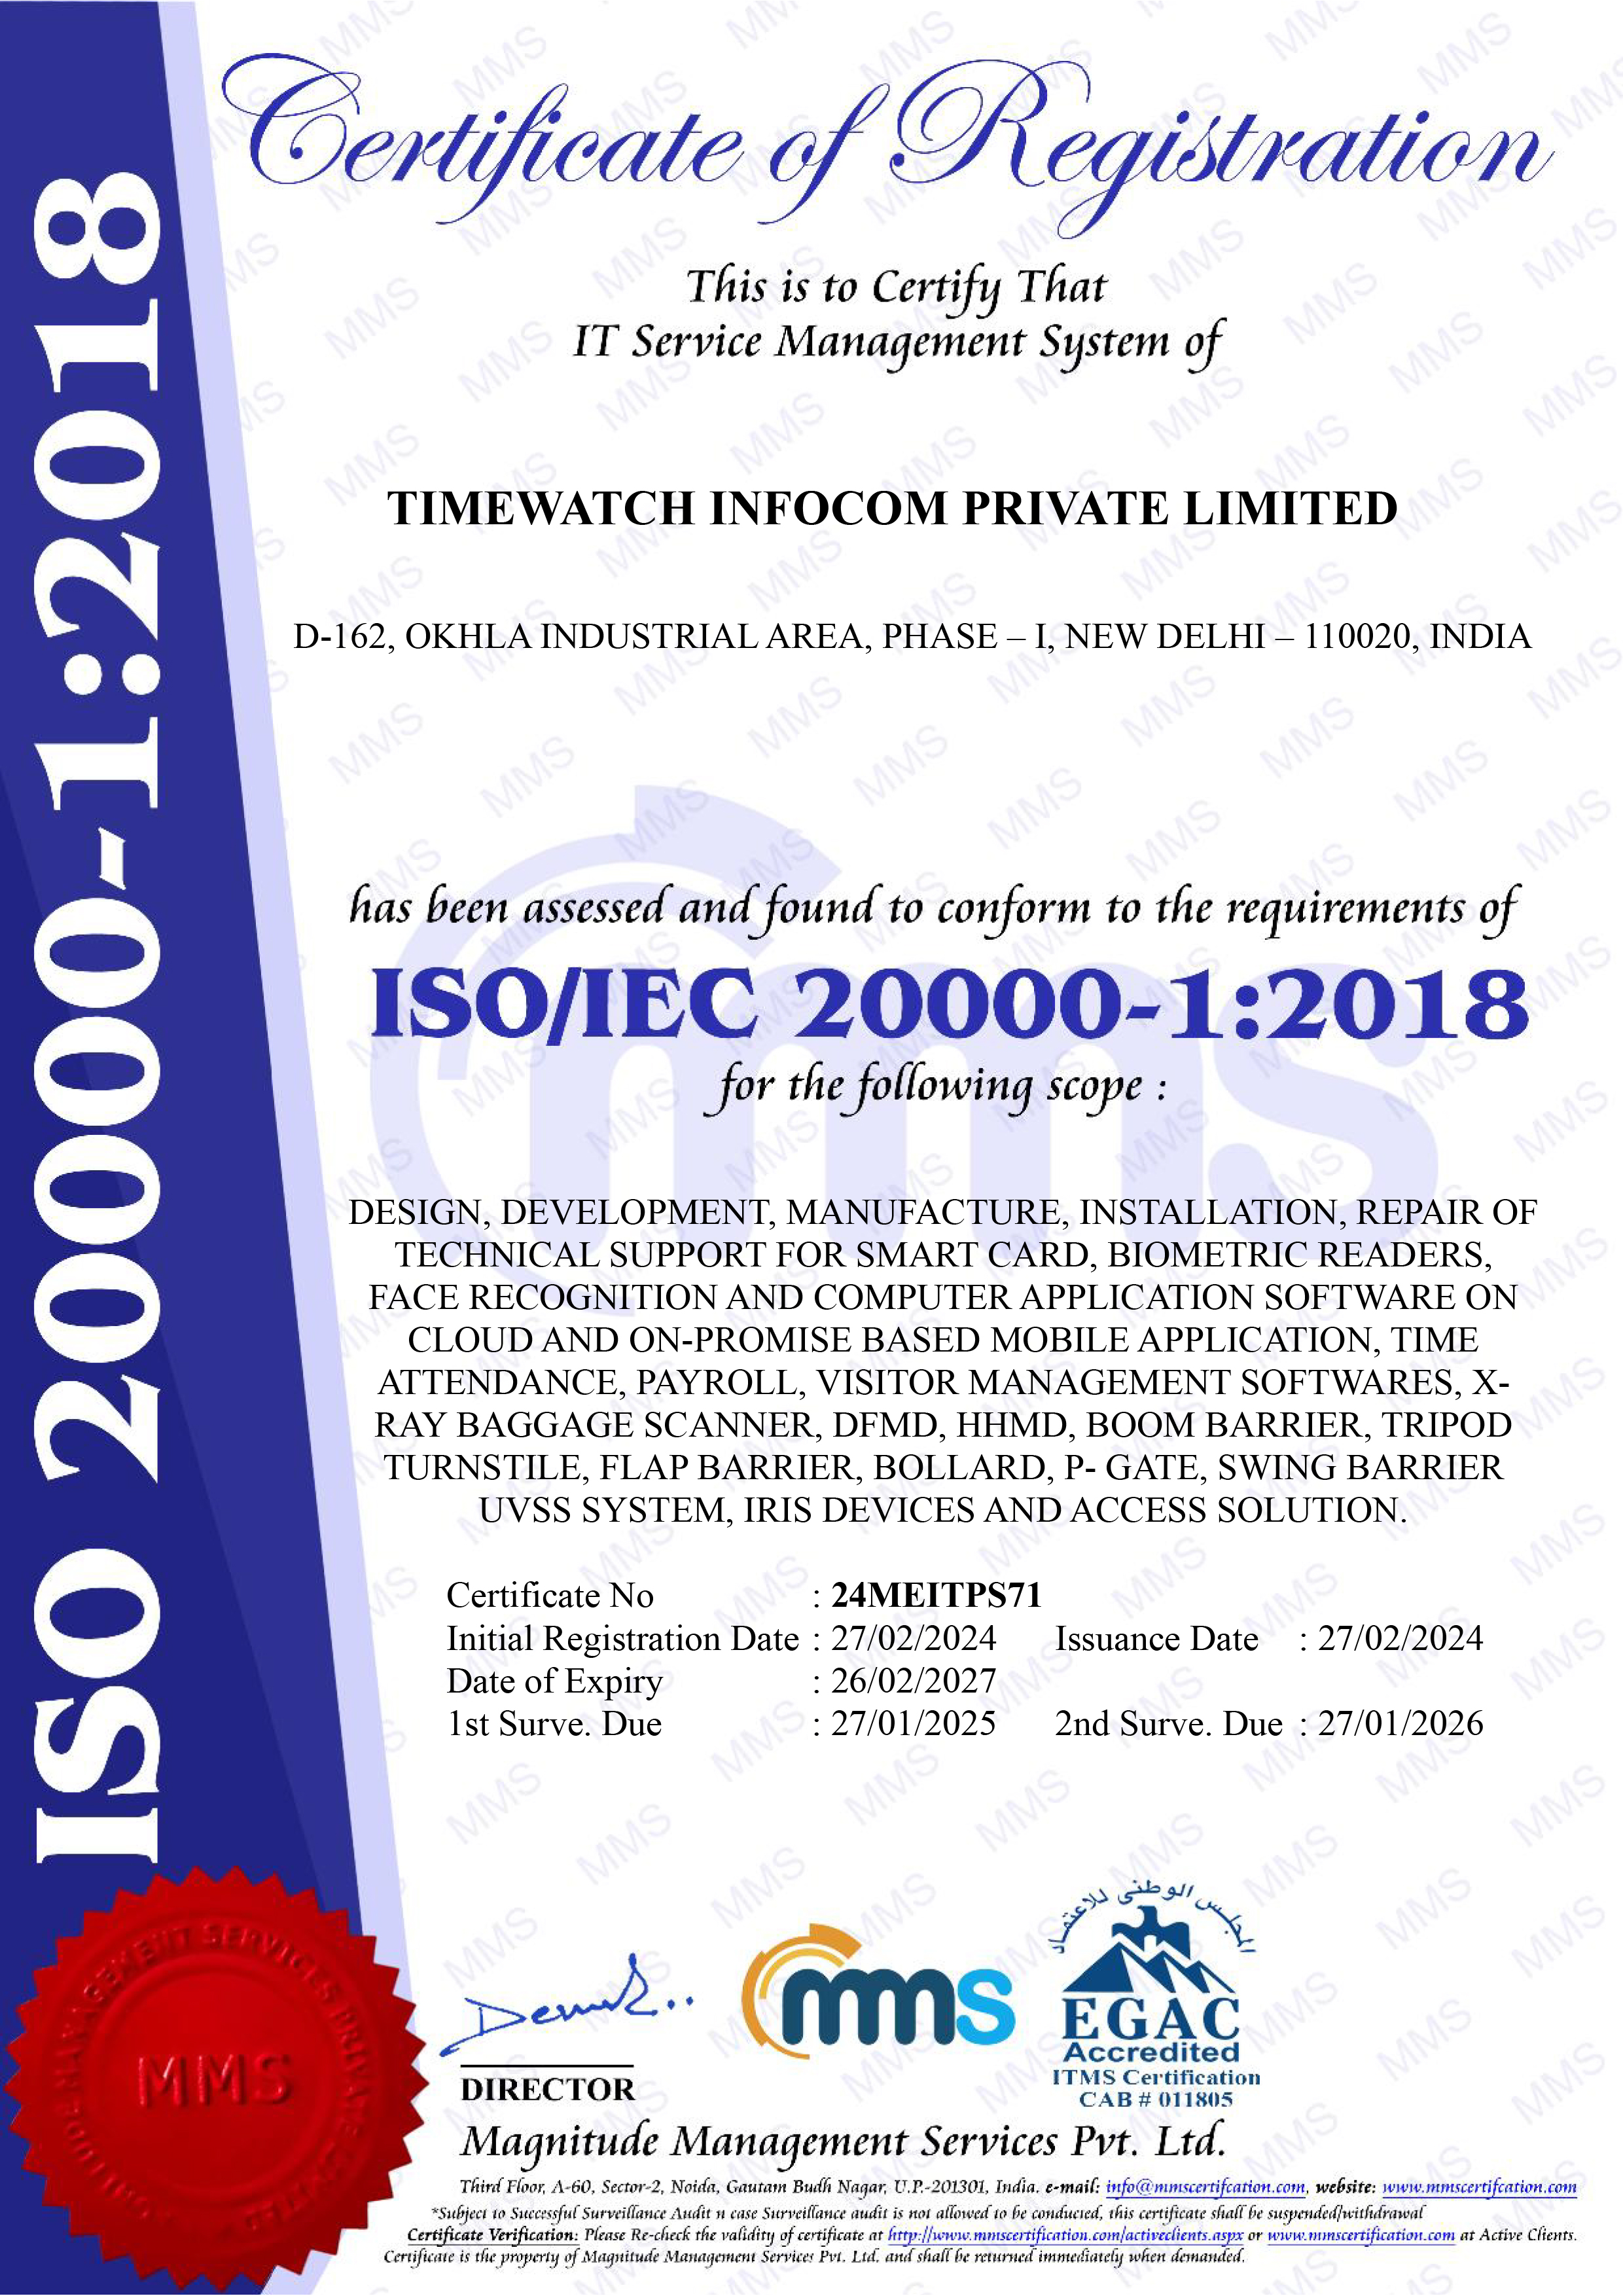 Certificate of Registration
This is to Certify That
IT Service Management System of
TIMEWATCH INFOCOM PRIVATE LIMITED
D-162, OKHLA INDUSTRIAL AREA, PHASE – I, NEW DELHI – 110020, INDIA
has been assessed and found to conform to the requirements of
ISO/IEC 20000-1:2018
for the following scope :
DESIGN, DEVELOPMENT, MANUFACTURE, INSTALLATION, REPAIR OF
TECHNICAL SUPPORT FOR SMART CARD, BIOMETRIC READERS,
FACE RECOGNITION AND COMPUTER APPLICATION SOFTWARE ON
CLOUD AND ON-PROMISE BASED MOBILE APPLICATION, TIME
ATTENDANCE, PAYROLL, VISITOR MANAGEMENT SOFTWARES, X-
RAY BAGGAGE SCANNER, DFMD, HHMD, BOOM BARRIER, TRIPOD
TURNSTILE, FLAP BARRIER, BOLLARD, P- GATE, SWING BARRIER
UVSS SYSTEM, IRIS DEVICES AND ACCESS SOLUTION.
Certificate No : 24MEITPS71
Initial Registration Date : 27/02/2024 Issuance Date : 27/02/2024
Date of Expiry : 26/02/2027
1st Surve. Due : 27/01/2025 2nd Surve. Due : 27/01/2026
ISO 20000-1:2018
MAGNITUDE MANAGEMENT SERVICES PRIVATE LIMITED
MMS
DIRECTOR
mms
المجلس الوطنى للاعتماد
EGAC
Accredited
ITMS Certification
CAB # 011805
Magnitude Management Services Pvt. Ltd.
Third Floor, A-60, Sector-2, Noida, Gautam Budh Nagar, U.P.-201301, India. e-mail: info@mmscertifcation.com, website: www.mmscertifcation.com
*Subject to Successful Surveillance Audit n case Surveillance audit is not allowed to be conducted, this certificate shall be suspended/withdrawal
Certificate Verification: Please Re-check the validity of certificate at http://www.mmscertification.com/activeclients.aspx or www.mmscertification.com at Active Clients.
Certificate is the property of Magnitude Management Services Pvt. Ltd. and shall be returned immediately when demanded.